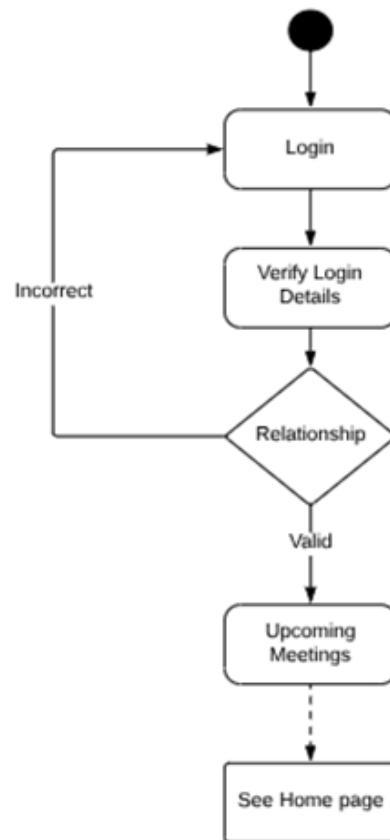 Login
Verify Login
Details
Incorrect
Relationship
Valid
Upcoming
Meetings
See Home page